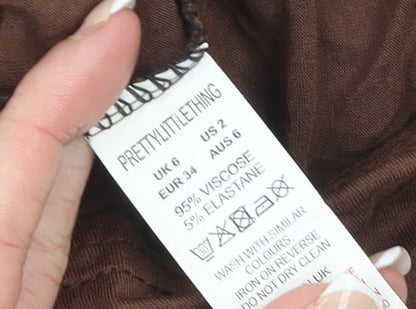 PRETTYLITTLETHING
UK 6 US 2
EUR 34 AUS 6
95% VISCOSE
5% ELASTANE
WASH WITH SIMILAR
COLOURS
IRON ON REVERSE
DO NOT DRY CLEAN
UK